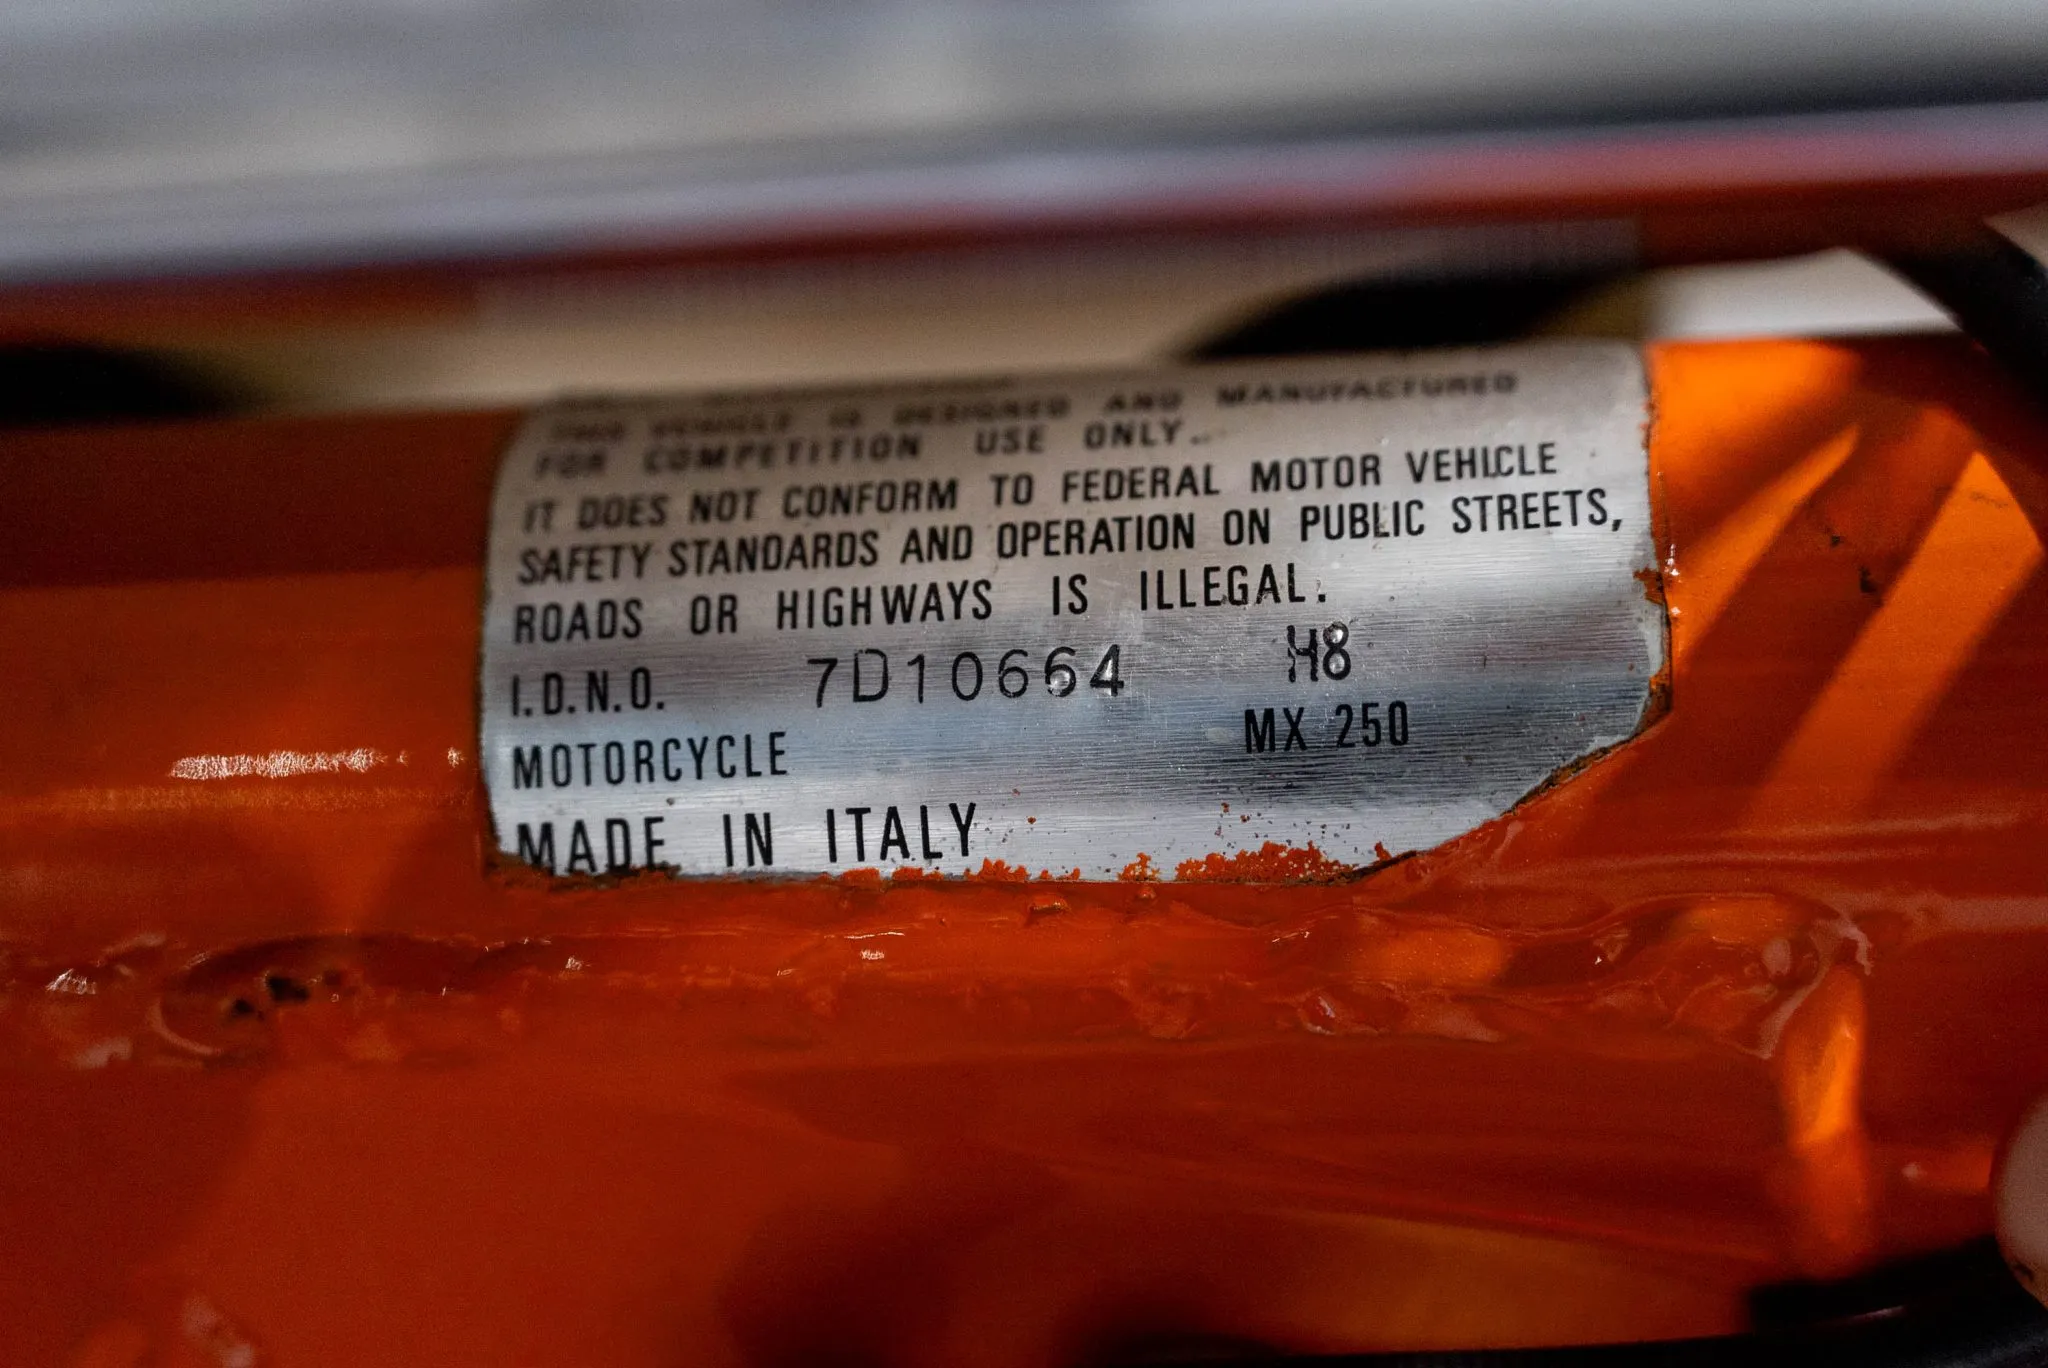 THIS VEHICLE IS DESIGNED AND MANUFACTURED
FOR COMPETITION USE ONLY.
IT DOES NOT CONFORM TO FEDERAL MOTOR VEHICLE
SAFETY STANDARDS AND OPERATION ON PUBLIC STREETS,
ROADS OR HIGHWAYS IS ILLEGAL.
I.D.N.O. 7D10664 H8
MOTORCYCLE MX 250
MADE IN ITALY